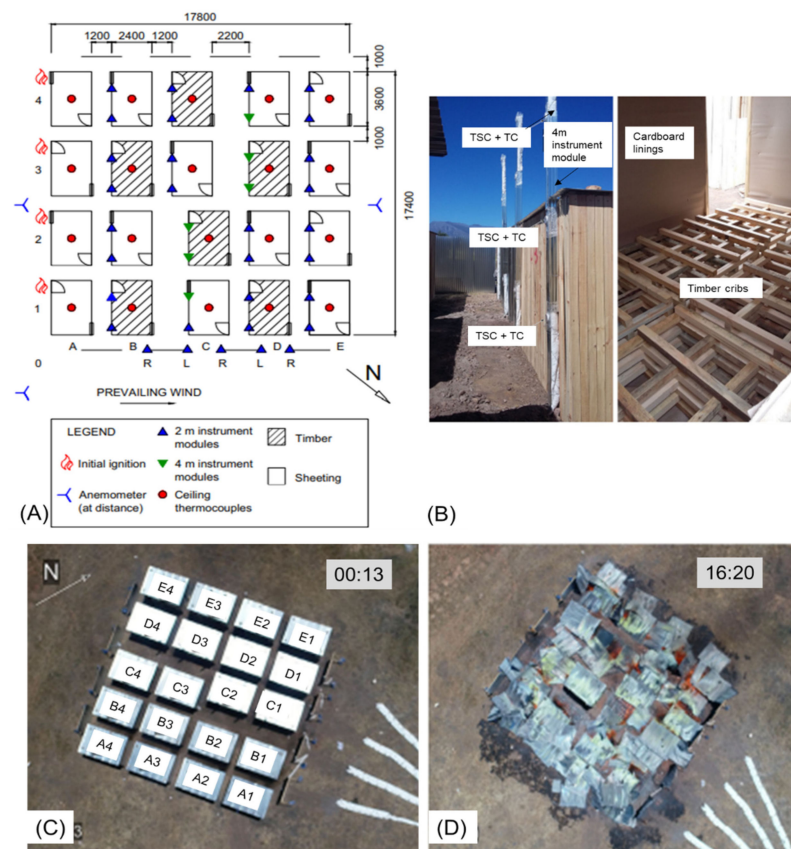 17800
1200 2400 1200 2200
1000
4
3600
1000
3
17400
2
1
0
A B C D E
R L R L R
N
PREVAILING WIND
LEGEND
Initial ignition
Anemometer
(at distance)
2 m instrument
modules
4 m instrument
modules
Ceiling
thermocouples
Timber
Sheeting
(A)
TSC + TC
4m
instrument
module
TSC + TC
TSC + TC
Cardboard
linings
Timber cribs
(B)
N
00:13
E4 E3 E2 E1
D4 D3 D2 D1
C4 C3 C2 C1
B4 B3 B2 B1
A4 A3 A2 A1
(C)
16:20
(D)